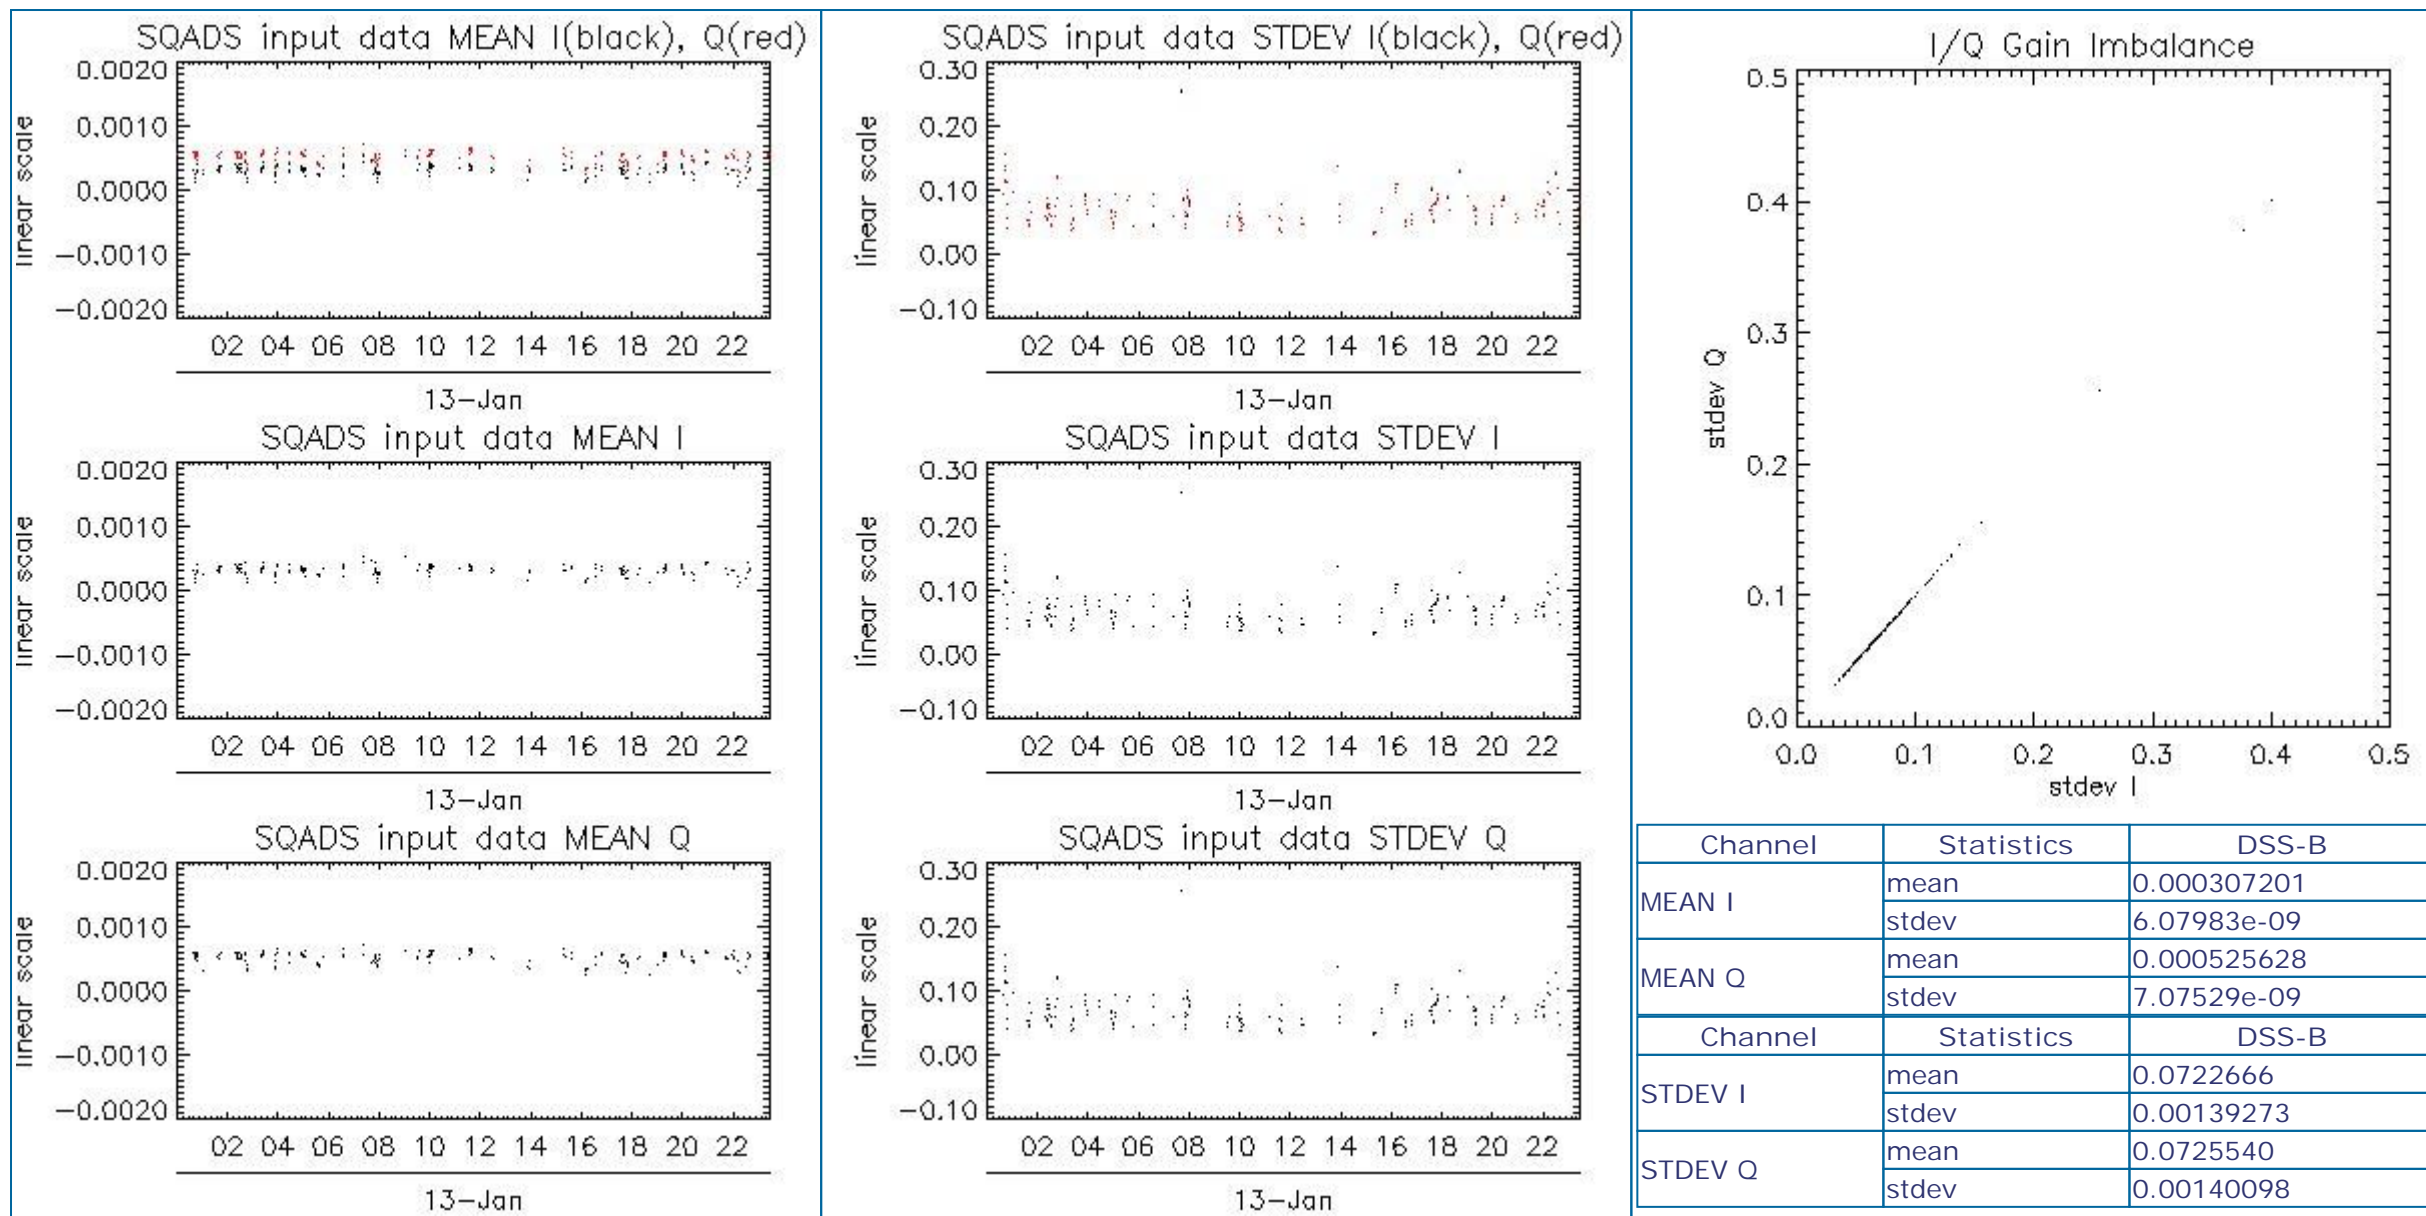 SQADS input data MEAN I(black), Q(red)
linear scale
0.0020
0.0010
0.0000
-0.0010
-0.0020
02 04 06 08 10 12 14 16 18 20 22
13-Jan
SQADS input data MEAN I
linear scale
0.0020
0.0010
0.0000
-0.0010
-0.0020
02 04 06 08 10 12 14 16 18 20 22
13-Jan
SQADS input data MEAN Q
linear scale
0.0020
0.0010
0.0000
-0.0010
-0.0020
02 04 06 08 10 12 14 16 18 20 22
13-Jan
SQADS input data STDEV I(black), Q(red)
linear scale
0.30
0.20
0.10
0.00
-0.10
02 04 06 08 10 12 14 16 18 20 22
13-Jan
SQADS input data STDEV I
linear scale
0.30
0.20
0.10
0.00
-0.10
02 04 06 08 10 12 14 16 18 20 22
13-Jan
SQADS input data STDEV Q
linear scale
0.30
0.20
0.10
0.00
-0.10
02 04 06 08 10 12 14 16 18 20 22
13-Jan
I/Q Gain Imbalance
stdev Q
0.5
0.4
0.3
0.2
0.1
0.0
0.0 0.1 0.2 0.3 0.4 0.5
stdev I
Channel Statistics DSS-B
MEAN I mean 0.000307201
stdev 6.07983e-09
MEAN Q mean 0.000525628
stdev 7.07529e-09
Channel Statistics DSS-B
STDEV I mean 0.0722666
stdev 0.00139273
STDEV Q mean 0.0725540
stdev 0.00140098